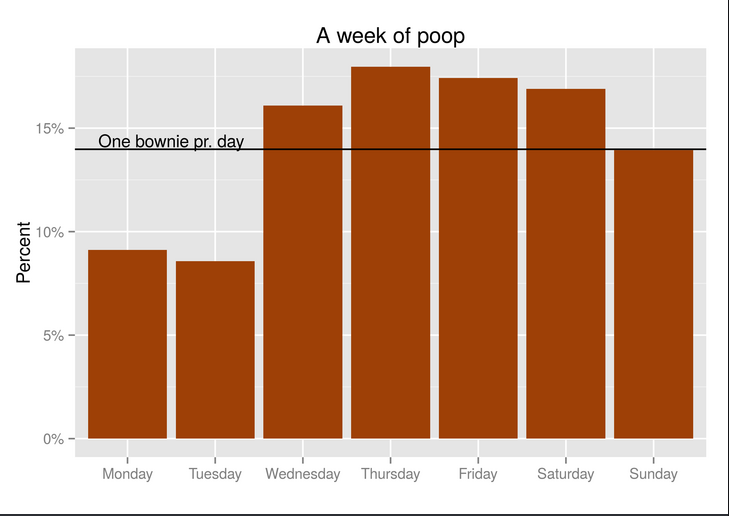 A week of poop
Percent
15%
10%
5%
0%
One bownie pr. day
Monday Tuesday Wednesday Thursday Friday Saturday Sunday